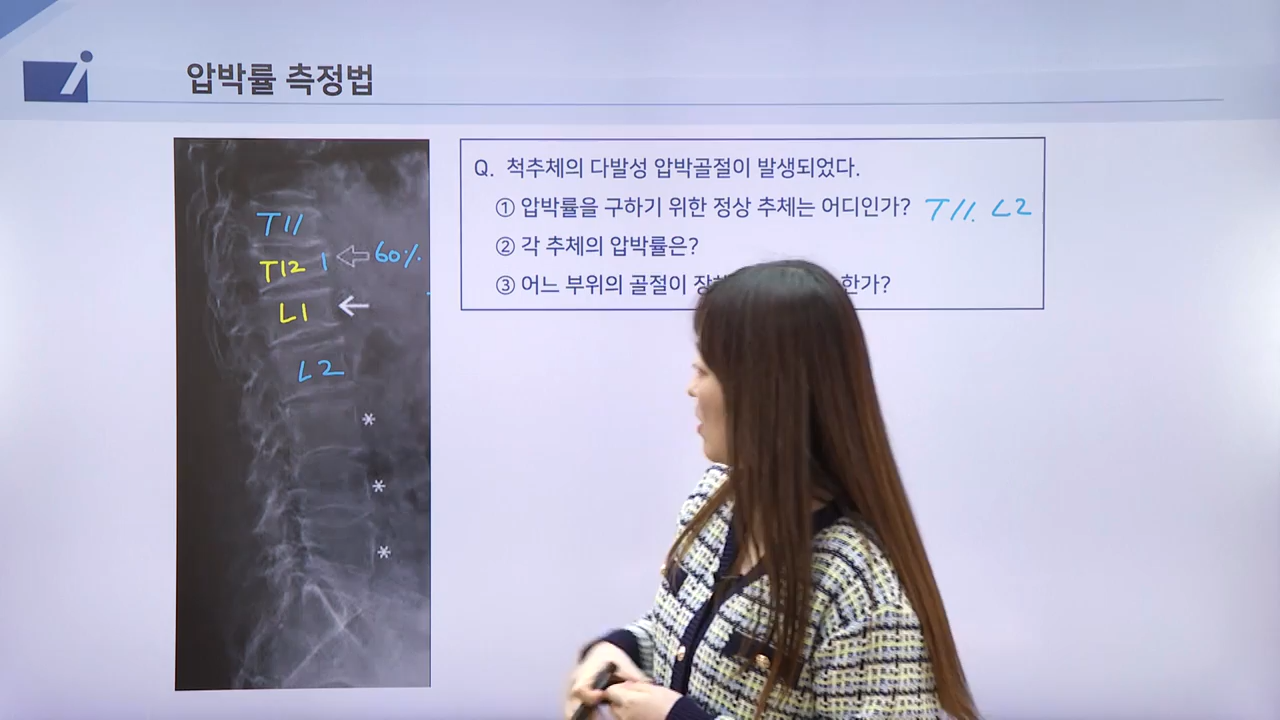 압박률 측정법
Q. 척추체의 다발성 압박골절이 발생되었다.
① 압박률을 구하기 위한 정상 추체는 어디인가? T11. L2
② 각 추체의 압박률은?
③ 어느 부위의 골절이 한가?
T11
T12
60%
L1
L2
*
*
*